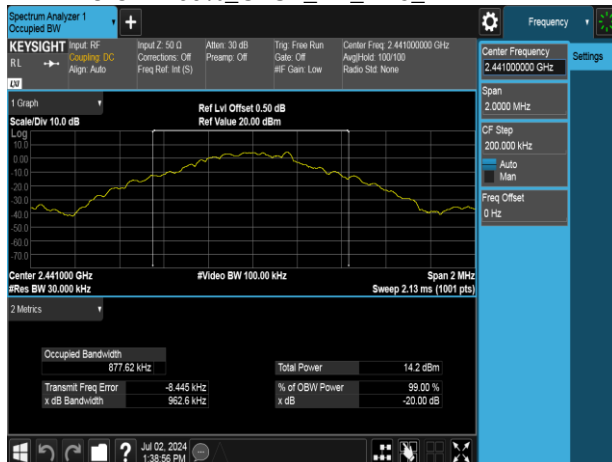 Spectrum Analyzer 1
Occupied BW
Frequency
KEYSIGHT
RL
Input: RF
Coupling: DC
Align: Auto
Input Z: 50 Ω
Corrections: Off
Freq Ref: Int (S)
Atten: 30 dB
Preamp: Off
Trig: Free Run
Gate: Off
#IF Gain: Low
Center Freq: 2.441000000 GHz
Avg|Hold: 100/100
Radio Std: None
LXI
Center Frequency
2.441000000 GHz
Settings
Span
2.0000 MHz
CF Step
200.000 kHz
Auto
Man
Freq Offset
0 Hz
1 Graph
Scale/Div 10.0 dB
Ref Lvl Offset 0.50 dB
Ref Value 20.00 dBm
Log
10.0
0.00
-10.0
-20.0
-30.0
-40.0
-50.0
-60.0
-70.0
Center 2.441000 GHz
#Res BW 30.000 kHz
#Video BW 100.00 kHz
Span 2 MHz
Sweep 2.13 ms (1001 pts)
2 Metrics
Occupied Bandwidth
877.62 kHz
Total Power 14.2 dBm
Transmit Freq Error -8.445 kHz
% of OBW Power 99.00 %
x dB Bandwidth 962.6 kHz
x dB -20.00 dB
?
Jul 02, 2024
1:38:56 PM